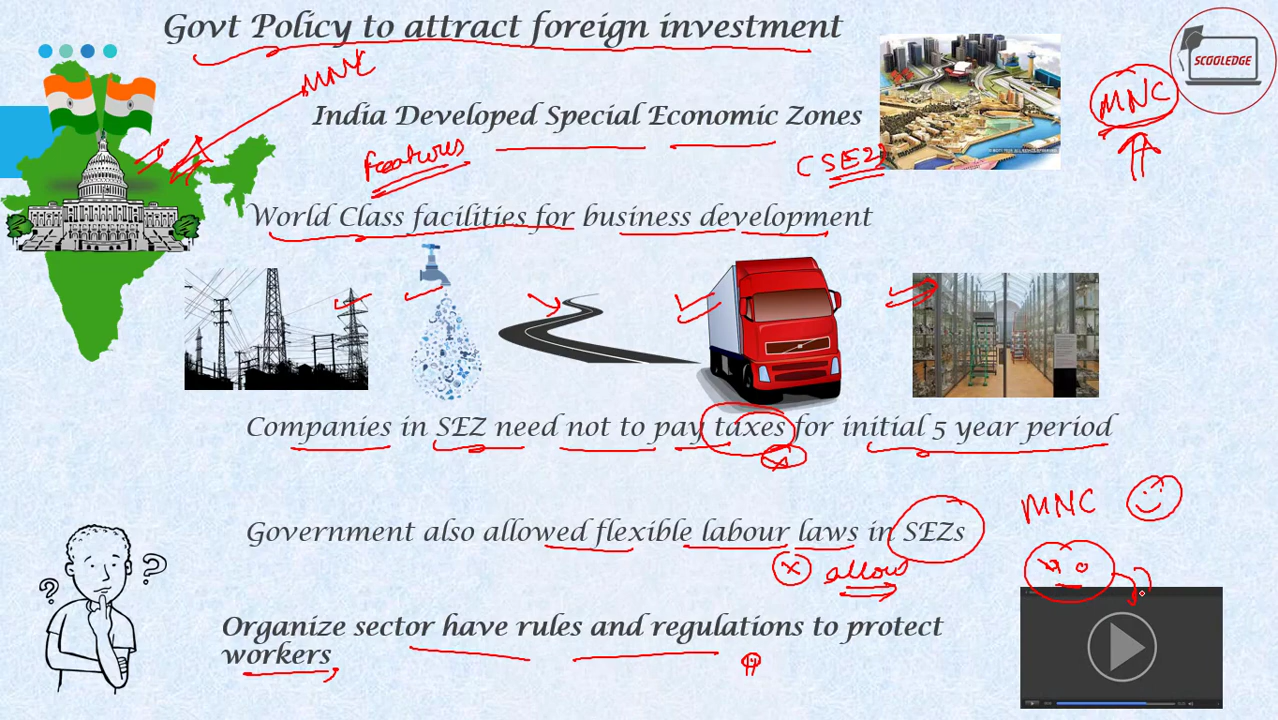 Govt Policy to attract foreign investment
SCOOLEDGE
MNC
MNC
India Developed Special Economic Zones
features
World Class facilities for business development
Companies in SEZ need not to pay taxes for initial 5 year period
MNC
Government also allowed flexible labour laws in SEZs
allow
Organize sector have rules and regulations to protect
workers